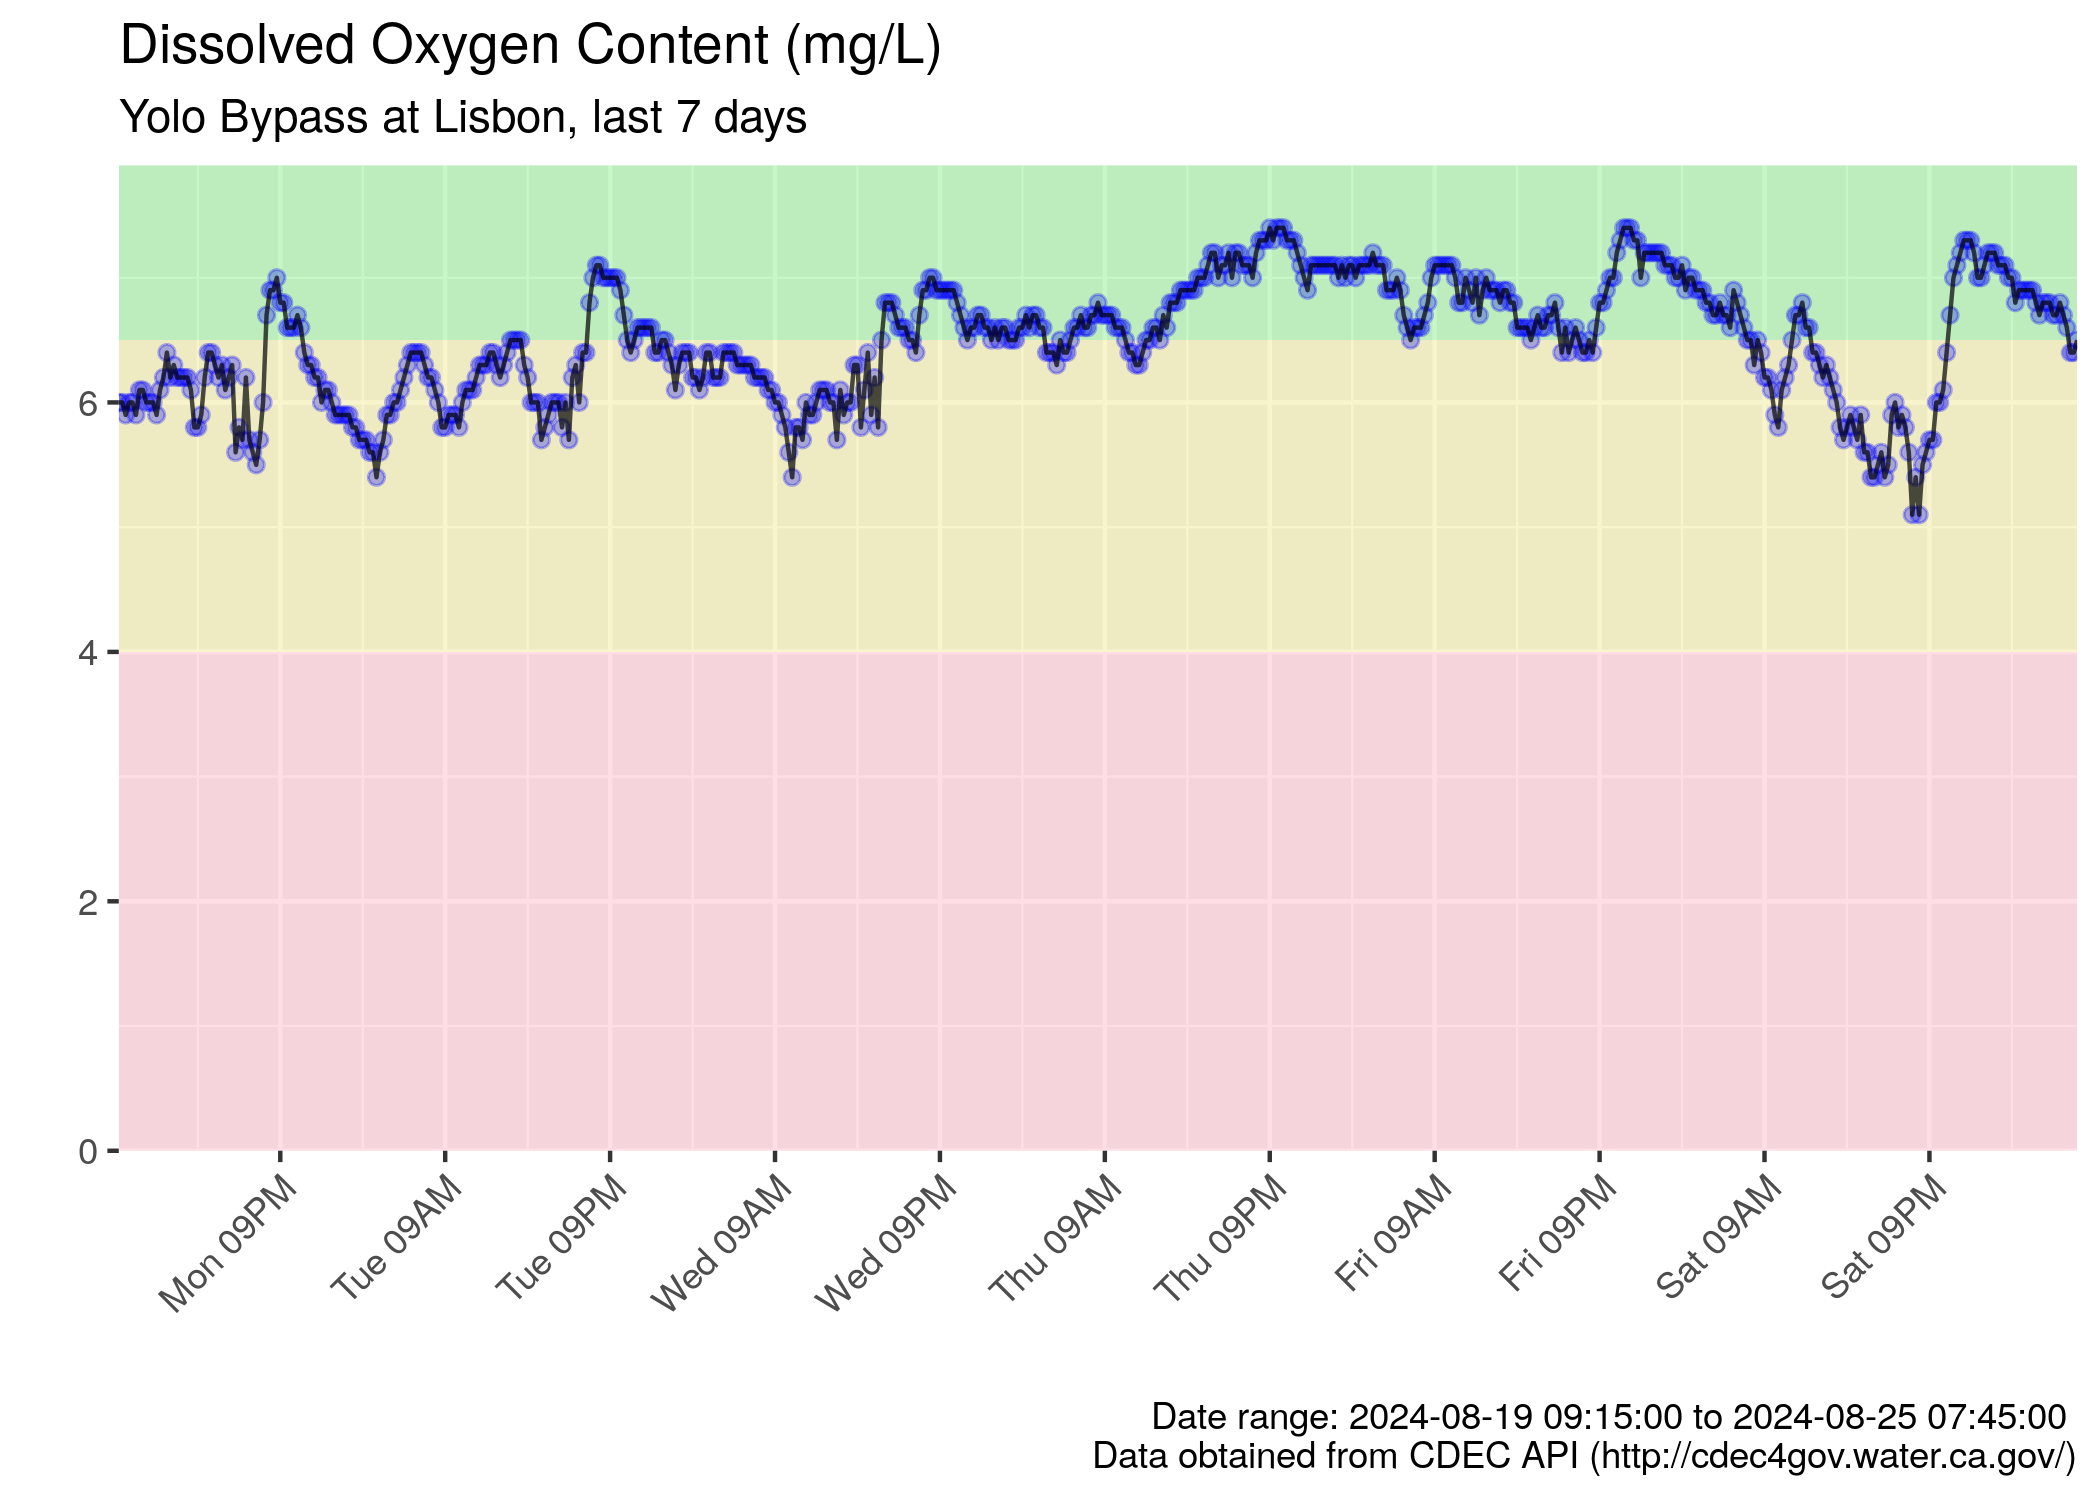 Dissolved Oxygen Content (mg/L)
Yolo Bypass at Lisbon, last 7 days
6
4
2
0
Mon 09PM
Tue 09AM
Tue 09PM
Wed 09AM
Wed 09PM
Thu 09AM
Thu 09PM
Fri 09AM
Fri 09PM
Sat 09AM
Sat 09PM
Date range: 2024-08-19 09:15:00 to 2024-08-25 07:45:00
Data obtained from CDEC API (http://cdec4gov.water.ca.gov/)